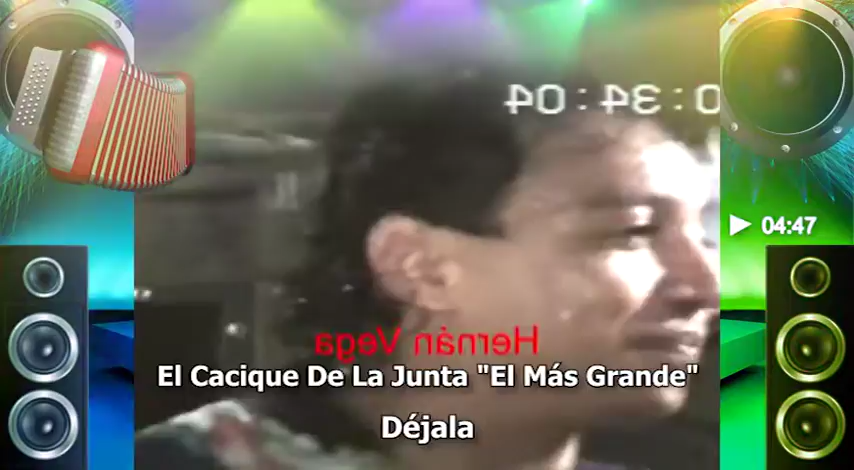 0:34:04
04:47
Hernán Vega
El Cacique De La Junta "El Más Grande"
Déjala